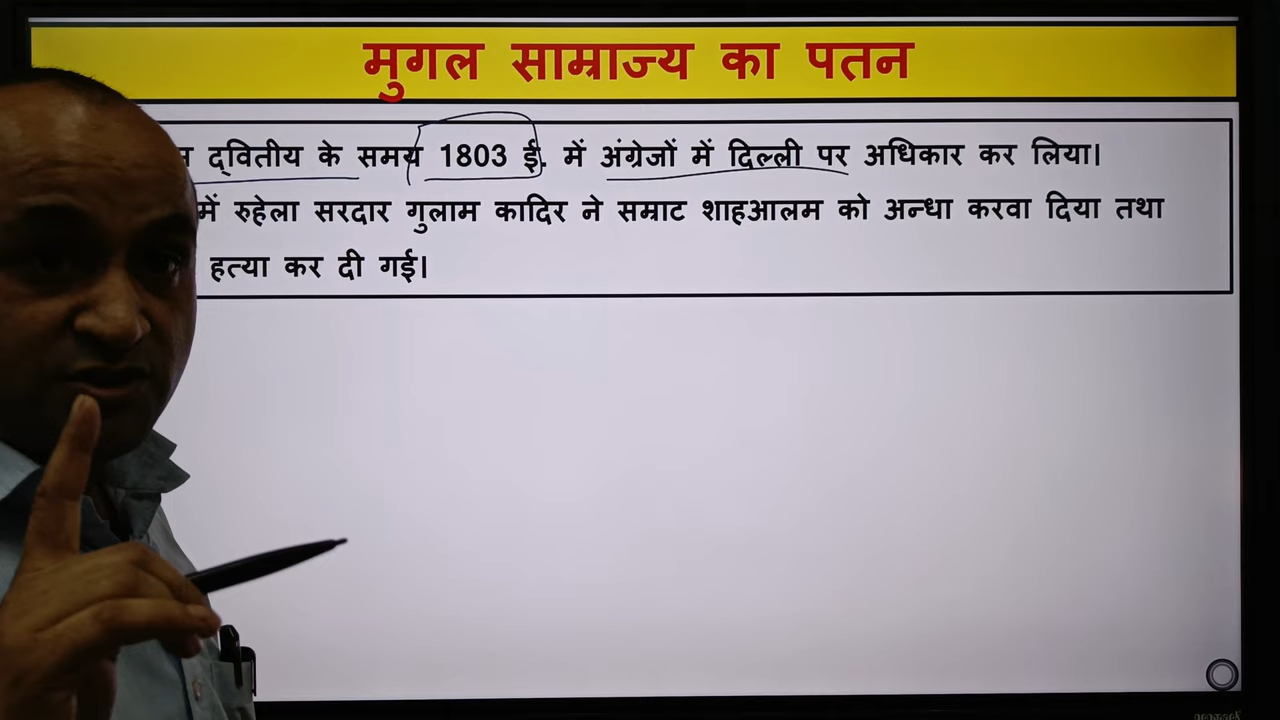 मुगल साम्राज्य का पतन
द्वितीय के समय 1803 ई. में अंग्रेजों में दिल्ली पर अधिकार कर लिया।
में रुहेला सरदार गुलाम कादिर ने सम्राट शाहआलम को अन्धा करवा दिया तथा
हत्या कर दी गई।